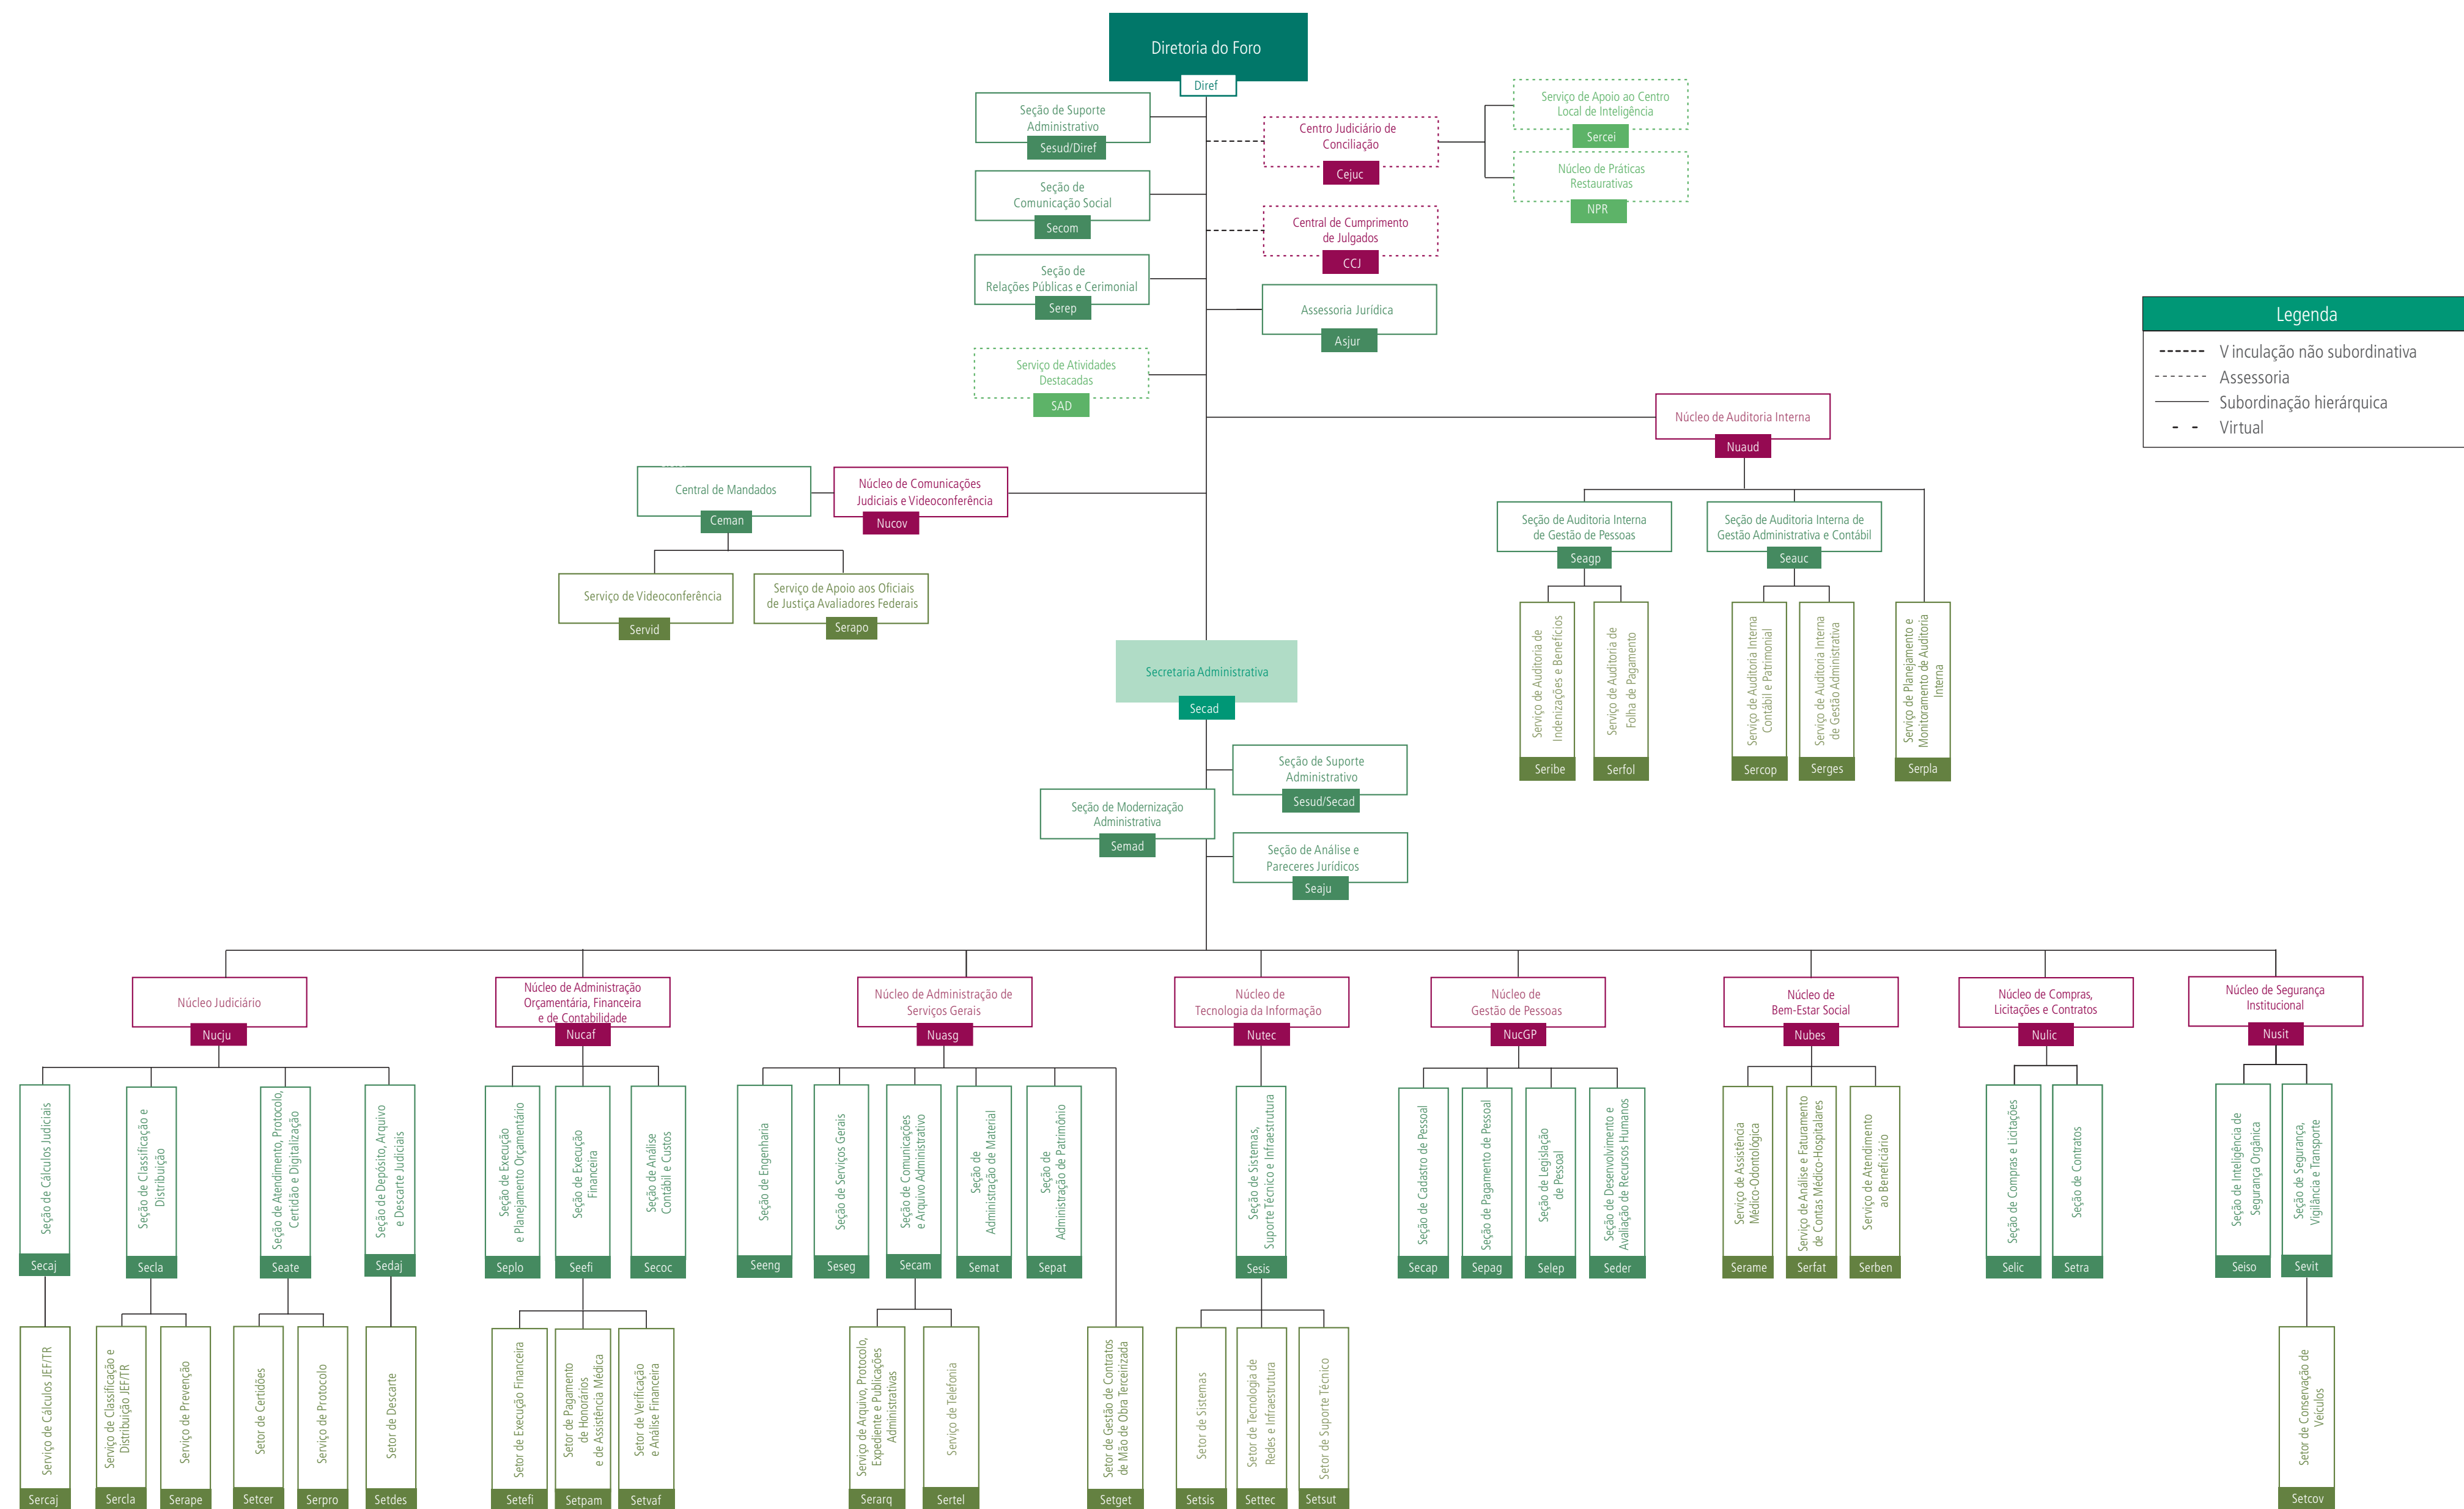 Diretoria do Foro
Diref
Seção de Suporte
Administrativo
Sesud/Diref
Seção de
Comunicação Social
Secom
Seção de
Relações Públicas e Cerimonial
Serep
Serviço de Atividades
Destacadas
SAD
Centro Judiciário de
Conciliação
Cejuc
Serviço de Apoio ao Centro
Local de Inteligência
Sercei
Núcleo de Práticas
Restaurativas
NPR
Central de Cumprimento
de Julgados
CCJ
Assessoria Jurídica
Asjur
Legenda
V inculação não subordinativa
Assessoria
Subordinação hierárquica
Virtual
Núcleo de Auditoria Interna
Nuaud
Central de Mandados
Ceman
Núcleo de Comunicações
Judiciais e Videoconferência
Nucov
Serviço de Videoconferência
Servid
Serviço de Apoio aos Oficiais
de Justiça Avaliadores Federais
Serapo
Seção de Auditoria Interna
de Gestão de Pessoas
Seagp
Seção de Auditoria Interna de
Gestão Administrativa e Contábil
Seauc
Serviço de Auditoria de
Indenizações e Benefícios
Seribe
Serviço de Auditoria de
Folha de Pagamento
Serfol
Serviço de Auditoria Interna
Contábil e Patrimonial
Sercop
Serviço de Auditoria Interna
de Gestão Administrativa
Serges
Serviço de Planejamento e
Monitoramento de Auditoria
Interna
Serpla
Secretaria Administrativa
Secad
Seção de Suporte
Administrativo
Sesud/Secad
Seção de Modernização
Administrativa
Semad
Seção de Análise e
Pareceres Jurídicos
Seaju
Núcleo Judiciário
Nucju
Núcleo de Administração
Orçamentária, Financeira
e de Contabilidade
Nucaf
Núcleo de Administração de
Serviços Gerais
Nuasg
Núcleo de
Tecnologia da Informação
Nutec
Núcleo de
Gestão de Pessoas
NucGP
Núcleo de
Bem-Estar Social
Nubes
Núcleo de Compras,
Licitações e Contratos
Nulic
Núcleo de Segurança
Institucional
Nusit
Seção de Cálculos Judiciais
Secaj
Seção de Classificação e
Distribuição
Secla
Seção de Atendimento, Protocolo,
Certidão e Digitalização
Seate
Seção de Depósito, Arquivo
e Descarte Judiciais
Sedaj
Seção de Execução
e Planejamento Orçamentário
Seplo
Seção de Execução
Financeira
Seefi
Seção de Análise
Contábil e Custos
Secoc
Seção de Engenharia
Seeng
Seção de Serviços Gerais
Seseg
Seção de Comunicações
e Arquivo Administrativo
Secam
Seção de
Administração de Material
Semat
Seção de
Administração de Patrimônio
Sepat
Seção de Sistemas,
Suporte Técnico e Infraestrutura
Sesis
Seção de Cadastro de Pessoal
Secap
Seção de Pagamento de Pessoal
Sepag
Seção de Legislação
de Pessoal
Selep
Seção de Desenvolvimento e
Avaliação de Recursos Humanos
Seder
Serviço de Assistência
Médico-Odontológica
Serame
Serviço de Análise e Faturamento
de Contas Médico-Hospitalares
Serfat
Serviço de Atendimento
ao Beneficiário
Serben
Seção de Compras e Licitações
Selic
Seção de Contratos
Setra
Seção de Inteligência de
Segurança Orgânica
Seiso
Seção de Segurança,
Vigilância e Transporte
Sevit
Serviço de Cálculos JEF/TR
Sercaj
Serviço de Classificação e
Distribuição JEF/TR
Sercla
Serviço de Prevenção
Serape
Setor de Certidões
Setcer
Serviço de Protocolo
Serpro
Setor de Descarte
Setdes
Setor de Execução Financeira
Setefi
Setor de Pagamento
de Honorários
e de Assistência Médica
Setpam
Setor de Verificação
e Análise Financeira
Setvaf
Serviço de Arquivo, Protocolo,
Expediente e Publicações
Administrativas
Serarq
Serviço de Telefonia
Sertel
Setor de Gestão de Contratos
de Mão de Obra Terceirizada
Setget
Setor de Sistemas
Setsis
Setor de Tecnologia de
Redes e Infraestrutura
Settec
Setor de Suporte Técnico
Setsut
Setor de Conservação de
Veículos
Setcov